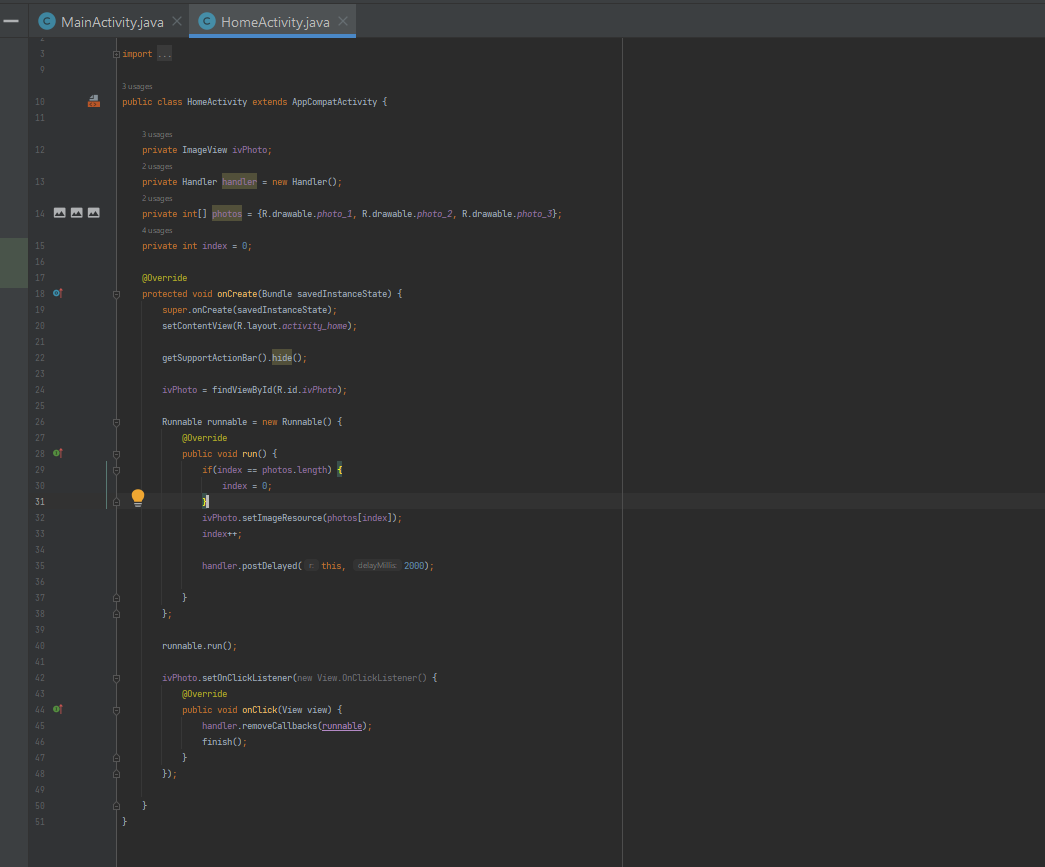 MainActivity.java HomeActivity.java
3 import ...
9
3 usages
10 public class HomeActivity extends AppCompatActivity {
11
3 usages
12 private ImageView ivPhoto;
2 usages
13 private Handler handler = new Handler();
2 usages
14 private int[] photos = {R.drawable.photo_1, R.drawable.photo_2, R.drawable.photo_3};
4 usages
15 private int index = 0;
16
17 @Override
18 protected void onCreate(Bundle savedInstanceState) {
19 super.onCreate(savedInstanceState);
20 setContentView(R.layout.activity_home);
21
22 getSupportActionBar().hide();
23
24 ivPhoto = findViewById(R.id.ivPhoto);
25
26 Runnable runnable = new Runnable() {
27 @Override
28 public void run() {
29 if(index == photos.length) {
30 index = 0;
31 }
32 ivPhoto.setImageResource(photos[index]);
33 index++;
34
35 handler.postDelayed( r: this, delayMillis: 2000);
36
37 }
38 };
39
40 runnable.run();
41
42 ivPhoto.setOnClickListener(new View.OnClickListener() {
43 @Override
44 public void onClick(View view) {
45 handler.removeCallbacks(runnable);
46 finish();
47 }
48 });
49
50 }
51 }